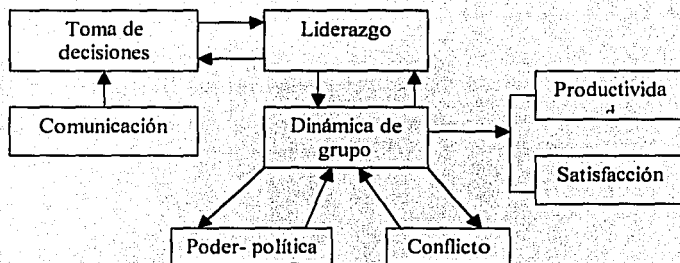 Toma de
decisiones
Liderazgo
Comunicación
Dinámica de
grupo
Productivida
d
Satisfacción
Poder- política
Conflicto